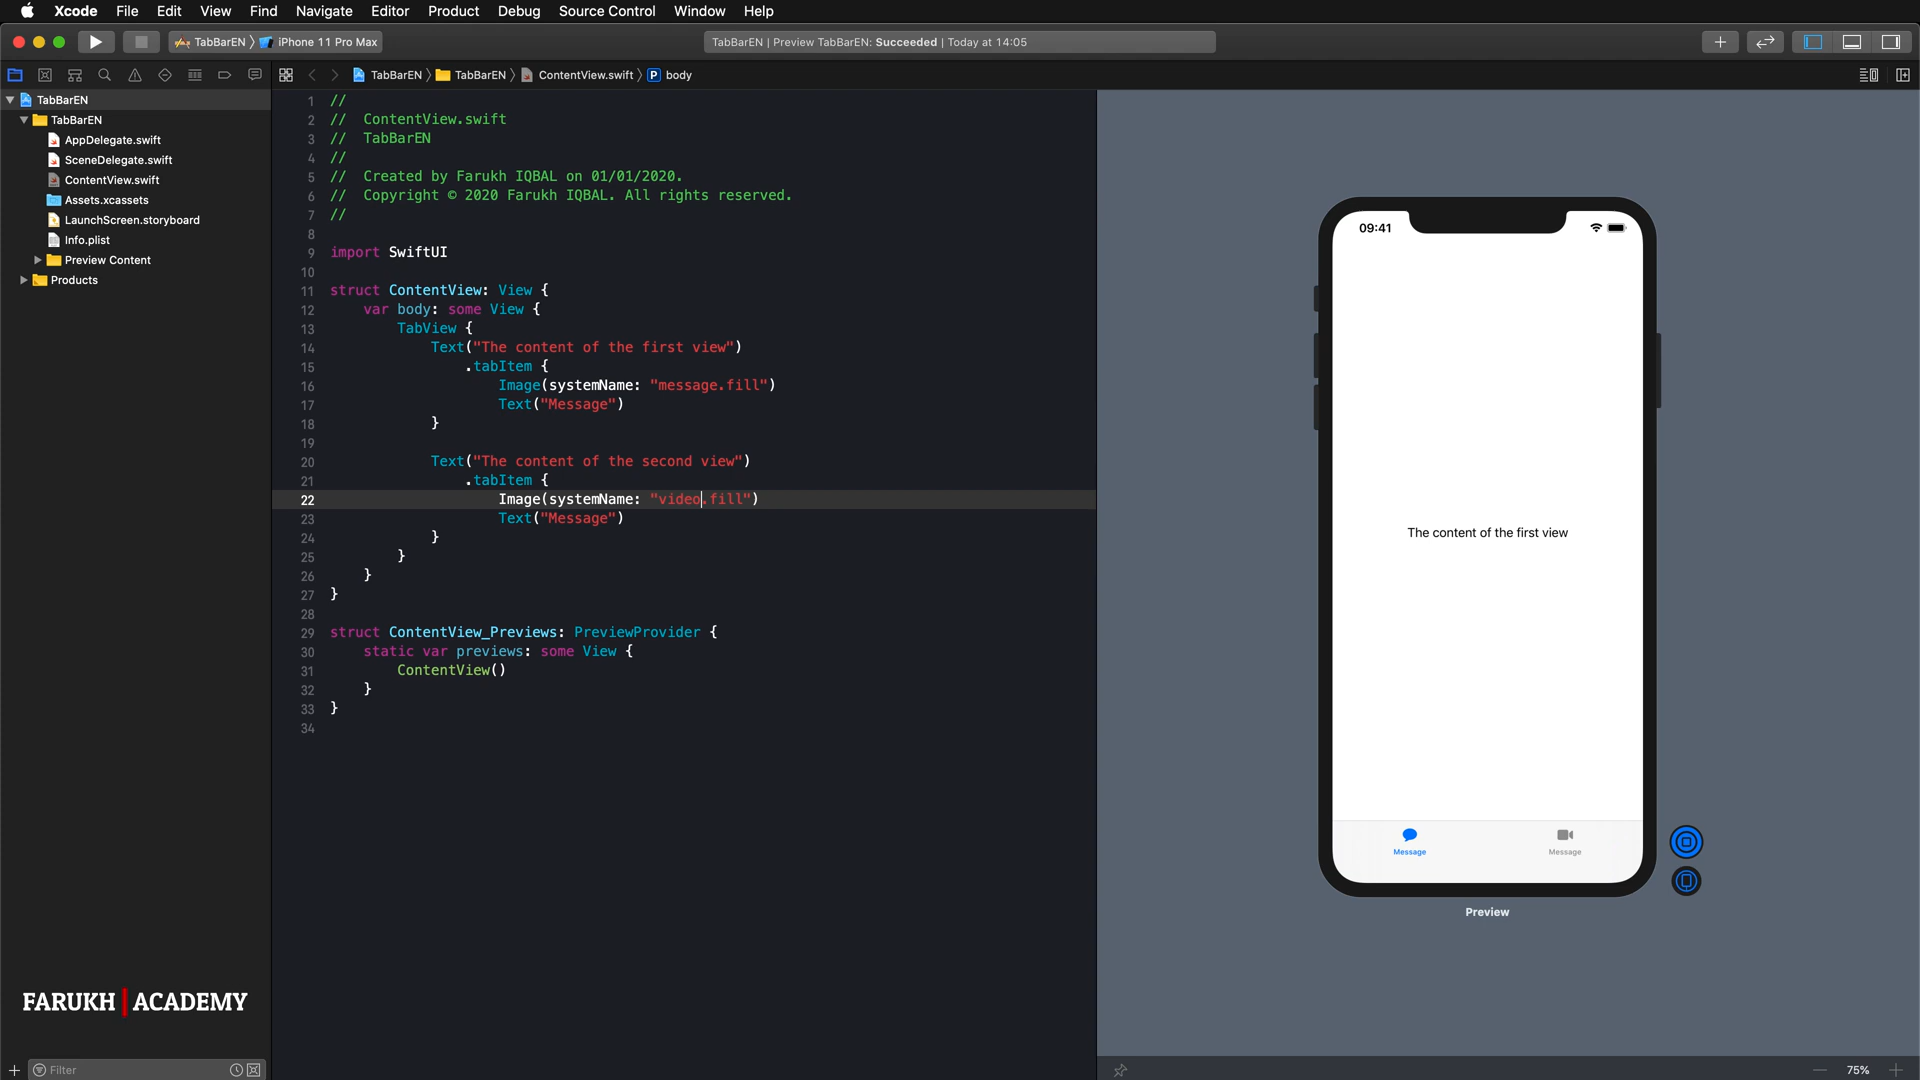 Xcode File Edit View Find Navigate Editor Product Debug Source Control Window Help
TabBarEN 〉 iPhone 11 Pro Max
TabBarEN | Preview TabBarEN: Succeeded | Today at 14:05
TabBarEN 〉 TabBarEN 〉 ContentView.swift 〉 P body
TabBarEN
TabBarEN
AppDelegate.swift
SceneDelegate.swift
ContentView.swift
Assets.xcassets
LaunchScreen.storyboard
Info.plist
Preview Content
Products
FARUKH | ACADEMY
Filter
1 //
2 //  ContentView.swift
3 //  TabBarEN
4 //
5 //  Created by Farukh IQBAL on 01/01/2020.
6 //  Copyright © 2020 Farukh IQBAL. All rights reserved.
7 //
8
9 import SwiftUI
10
11 struct ContentView: View {
12     var body: some View {
13         TabView {
14             Text("The content of the first view")
15                 .tabItem {
16                     Image(systemName: "message.fill")
17                     Text("Message")
18             }
19
20             Text("The content of the second view")
21                 .tabItem {
22                     Image(systemName: "video.fill")
23                     Text("Message")
24             }
25         }
26     }
27 }
28
29 struct ContentView_Previews: PreviewProvider {
30     static var previews: some View {
31         ContentView()
32     }
33 }
34
09:41
The content of the first view
Message
Message
Preview
75%